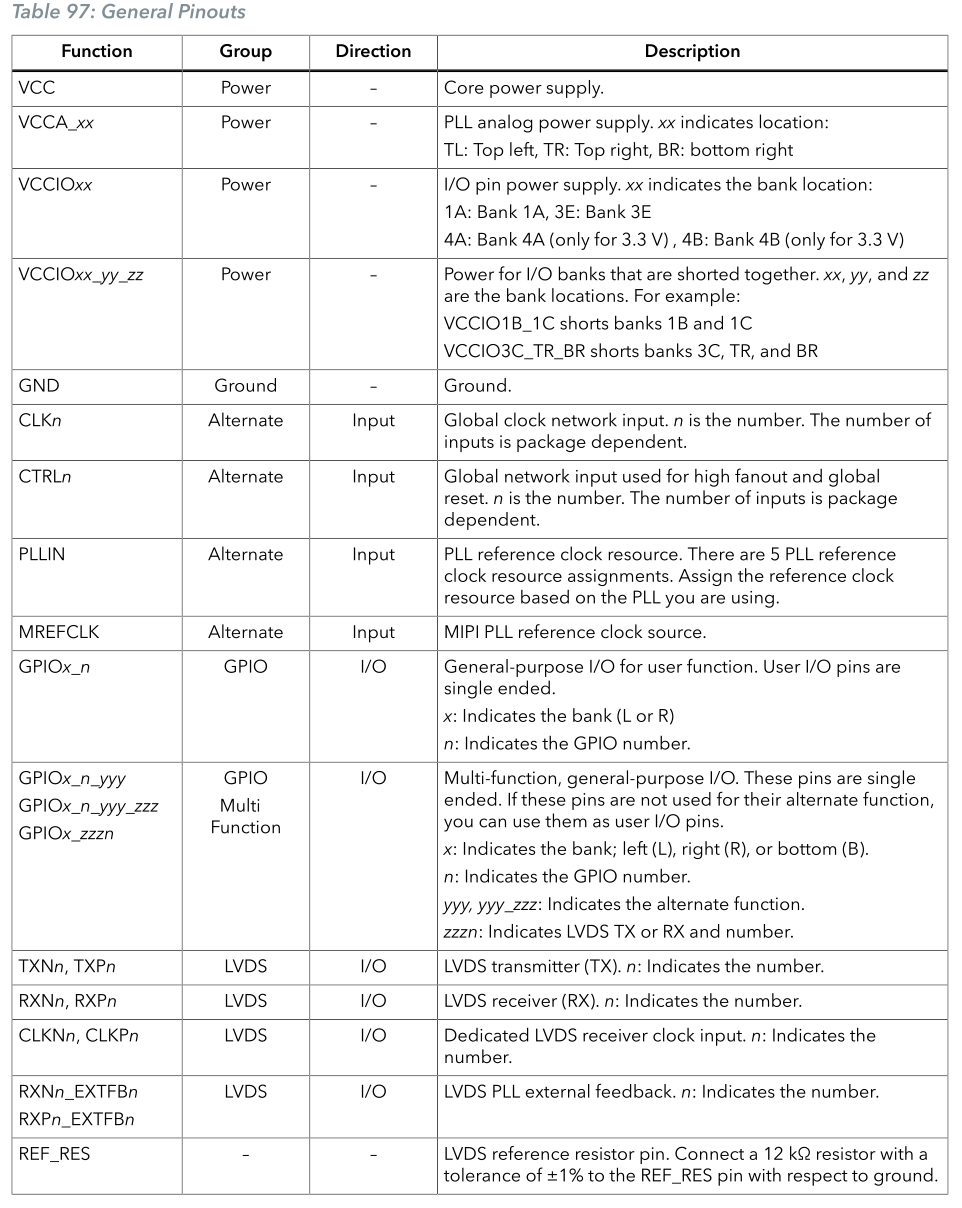 Table 97: General Pinouts
Function Group Direction Description
VCC Power – Core power supply.
VCCA_xx Power – PLL analog power supply. xx indicates location:
TL: Top left, TR: Top right, BR: bottom right
VCCIOxx Power – I/O pin power supply. xx indicates the bank location:
1A: Bank 1A, 3E: Bank 3E
4A: Bank 4A (only for 3.3 V) , 4B: Bank 4B (only for 3.3 V)
VCCIOxx_yy_zz Power – Power for I/O banks that are shorted together. xx, yy, and zz
are the bank locations. For example:
VCCIO1B_1C shorts banks 1B and 1C
VCCIO3C_TR_BR shorts banks 3C, TR, and BR
GND Ground – Ground.
CLKn Alternate Input Global clock network input. n is the number. The number of
inputs is package dependent.
CTRLn Alternate Input Global network input used for high fanout and global
reset. n is the number. The number of inputs is package
dependent.
PLLIN Alternate Input PLL reference clock resource. There are 5 PLL reference
clock resource assignments. Assign the reference clock
resource based on the PLL you are using.
MREFCLK Alternate Input MIPI PLL reference clock source.
GPIOx_n GPIO I/O General-purpose I/O for user function. User I/O pins are
single ended.
x: Indicates the bank (L or R)
n: Indicates the GPIO number.
GPIOx_n_yyy GPIO I/O Multi-function, general-purpose I/O. These pins are single
GPIOx_n_yyy_zzz Multi ended. If these pins are not used for their alternate function,
GPIOx_zzzn Function you can use them as user I/O pins.
x: Indicates the bank; left (L), right (R), or bottom (B).
n: Indicates the GPIO number.
yyy, yyy_zzz: Indicates the alternate function.
zzzn: Indicates LVDS TX or RX and number.
TXNn, TXPn LVDS I/O LVDS transmitter (TX). n: Indicates the number.
RXNn, RXPn LVDS I/O LVDS receiver (RX). n: Indicates the number.
CLKNn, CLKPn LVDS I/O Dedicated LVDS receiver clock input. n: Indicates the
number.
RXNn_EXTFBn LVDS I/O LVDS PLL external feedback. n: Indicates the number.
RXPn_EXTFBn
REF_RES – – LVDS reference resistor pin. Connect a 12 kΩ resistor with a
tolerance of ±1% to the REF_RES pin with respect to ground.